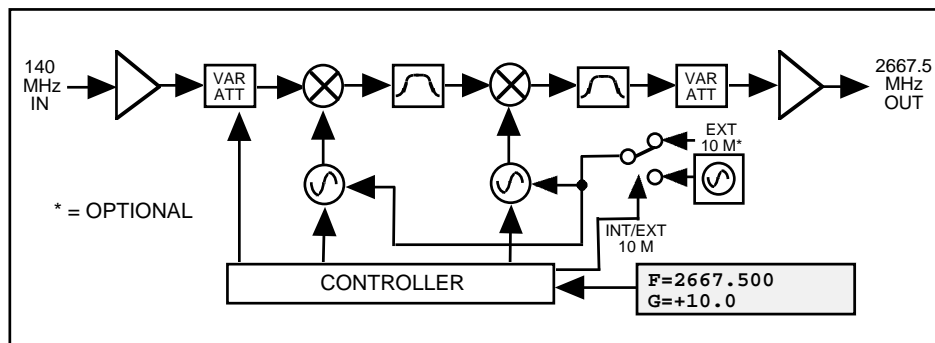 140
MHz
IN
VAR
ATT
VAR
ATT
2667.5
MHz
OUT
EXT
10 M*
* = OPTIONAL
INT/EXT
10 M
CONTROLLER
F=2667.500
G=+10.0